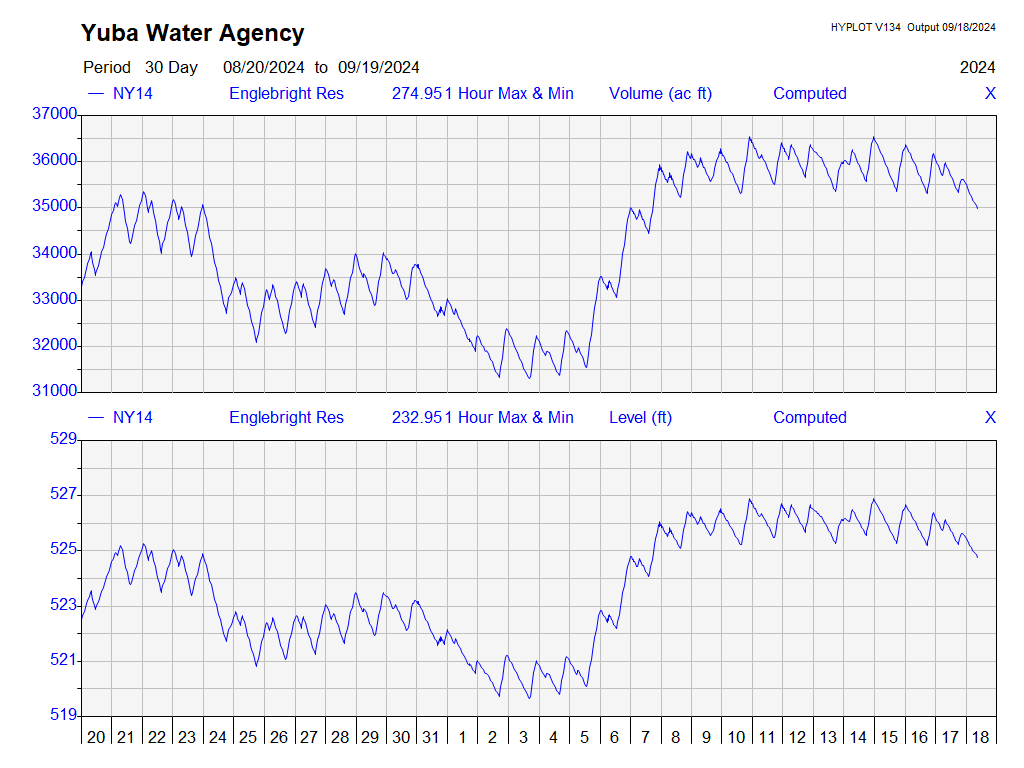 Yuba Water Agency
HYPLOT V134 Output 09/18/2024
Period 30 Day 08/20/2024 to 09/19/2024
2024
NY14 Englebright Res 274.951 Hour Max & Min Volume (ac ft) Computed X
37000
36000
35000
34000
33000
32000
31000
NY14 Englebright Res 232.951 Hour Max & Min Level (ft) Computed X
529
527
525
523
521
519
20 21 22 23 24 25 26 27 28 29 30 31 1 2 3 4 5 6 7 8 9 10 11 12 13 14 15 16 17 18